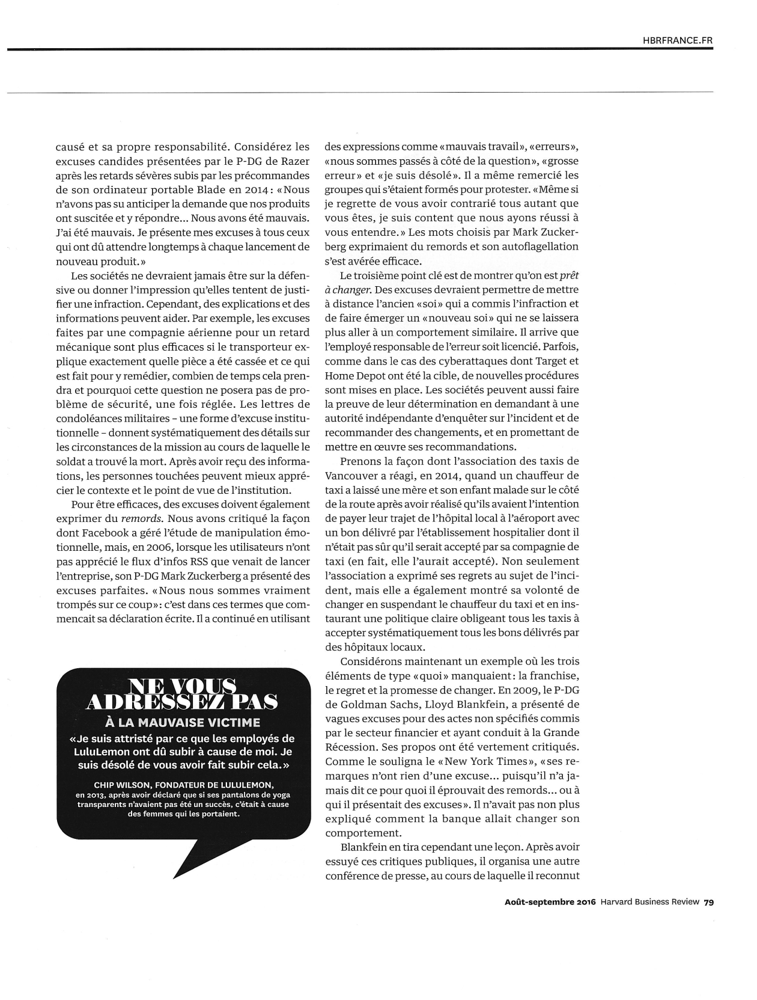 HBRFRANCE.FR
causé et sa propre responsabilité. Considérez les
excuses candides présentées par le P-DG de Razer
après les retards sévères subis par les précommandes
de son ordinateur portable Blade en 2014 : «Nous
n’avons pas su anticiper la demande que nos produits
ont suscitée et y répondre... Nous avons été mauvais.
J’ai été mauvais. Je présente mes excuses à tous ceux
qui ont dû attendre longtemps à chaque lancement de
nouveau produit.»
Les sociétés ne devraient jamais être sur la défen-
sive ou donner l’impression qu’elles tentent de justi-
fier une infraction. Cependant, des explications et des
informations peuvent aider. Par exemple, les excuses
faites par une compagnie aérienne pour un retard
mécanique sont plus efficaces si le transporteur ex-
plique exactement quelle pièce a été cassée et ce qui
est fait pour y remédier, combien de temps cela pren-
dra et pourquoi cette question ne posera pas de pro-
blème de sécurité, une fois réglée. Les lettres de
condoléances militaires – une forme d’excuse institu-
tionnelle – donnent systématiquement des détails sur
les circonstances de la mission au cours de laquelle le
soldat a trouvé la mort. Après avoir reçu des informa-
tions, les personnes touchées peuvent mieux appré-
cier le contexte et le point de vue de l’institution.
Pour être efficaces, des excuses doivent également
exprimer du remords. Nous avons critiqué la façon
dont Facebook a géré l’étude de manipulation émo-
tionnelle, mais, en 2006, lorsque les utilisateurs n’ont
pas apprécié le flux d’infos RSS que venait de lancer
l’entreprise, son P-DG Mark Zuckerberg a présenté des
excuses parfaites. «Nous nous sommes vraiment
trompés sur ce coup» : c’est dans ces termes que com-
mencait sa déclaration écrite. Il a continué en utilisant
NE VOUS
ADRESSEZ PAS
À LA MAUVAISE VICTIME
«Je suis attristé par ce que les employés de
LuluLemon ont dû subir à cause de moi. Je
suis désolé de vous avoir fait subir cela.»
CHIP WILSON, FONDATEUR DE LULULEMON,
en 2013, après avoir déclaré que si ses pantalons de yoga
transparents n’avaient pas été un succès, c’était à cause
des femmes qui les portaient.
des expressions comme «mauvais travail», «erreurs»,
«nous sommes passés à côté de la question», «grosse
erreur» et «je suis désolé». Il a même remercié les
groupes qui s’étaient formés pour protester. «Même si
je regrette de vous avoir contrarié tous autant que
vous êtes, je suis content que nous ayons réussi à
vous entendre.» Les mots choisis par Mark Zucker-
berg exprimaient du remords et son autoflagellation
s’est avérée efficace.
Le troisième point clé est de montrer qu’on est prêt
à changer. Des excuses devraient permettre de mettre
à distance l’ancien «soi» qui a commis l’infraction et
de faire émerger un «nouveau soi» qui ne se laissera
plus aller à un comportement similaire. Il arrive que
l’employé responsable de l’erreur soit licencié. Parfois,
comme dans le cas des cyberattaques dont Target et
Home Depot ont été la cible, de nouvelles procédures
sont mises en place. Les sociétés peuvent aussi faire
la preuve de leur détermination en demandant à une
autorité indépendante d’enquêter sur l’incident et de
recommander des changements, et en promettant de
mettre en œuvre ses recommandations.
Prenons la façon dont l’association des taxis de
Vancouver a réagi, en 2014, quand un chauffeur de
taxi a laissé une mère et son enfant malade sur le côté
de la route après avoir réalisé qu’ils avaient l’intention
de payer leur trajet de l’hôpital local à l’aéroport avec
un bon délivré par l’établissement hospitalier dont il
n’était pas sûr qu’il serait accepté par sa compagnie de
taxi (en fait, elle l’aurait accepté). Non seulement
l’association a exprimé ses regrets au sujet de l’inci-
dent, mais elle a également montré sa volonté de
changer en suspendant le chauffeur du taxi et en ins-
taurant une politique claire obligeant tous les taxis à
accepter systématiquement tous les bons délivrés par
des hôpitaux locaux.
Considérons maintenant un exemple où les trois
éléments de type «quoi» manquaient : la franchise,
le regret et la promesse de changer. En 2009, le P-DG
de Goldman Sachs, Lloyd Blankfein, a présenté de
vagues excuses pour des actes non spécifiés commis
par le secteur financier et ayant conduit à la Grande
Récession. Ses propos ont été vertement critiqués.
Comme le souligna le «New York Times», «ses re-
marques n’ont rien d’une excuse... puisqu’il n’a ja-
mais dit ce pour quoi il éprouvait des remords... ou à
qui il présentait des excuses». Il n’avait pas non plus
expliqué comment la banque allait changer son
comportement.
Blankfein en tira cependant une leçon. Après avoir
essuyé ces critiques publiques, il organisa une autre
conférence de presse, au cours de laquelle il reconnut
Août-septembre 2016 Harvard Business Review 79